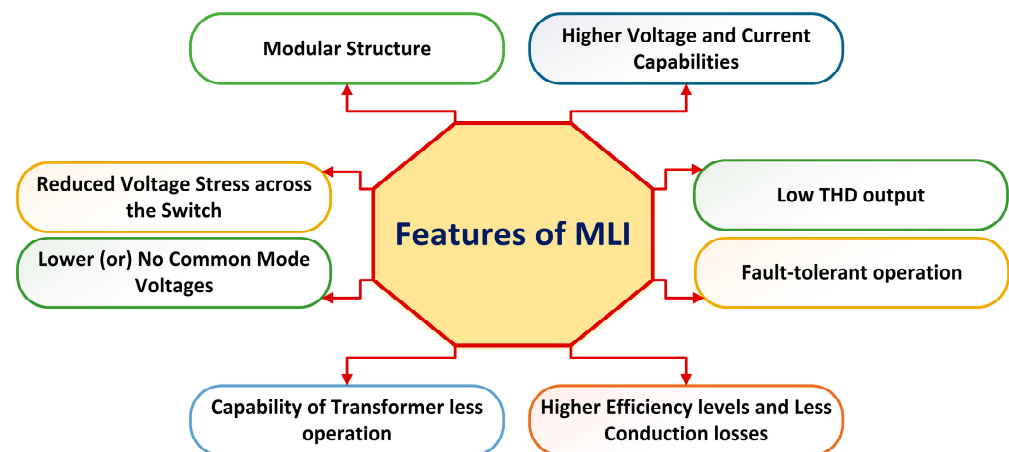 Modular Structure
Higher Voltage and Current
Capabilities
Reduced Voltage Stress across
the Switch
Low THD output
Features of MLI
Lower (or) No Common Mode
Voltages
Fault-tolerant operation
Capability of Transformer less
operation
Higher Efficiency levels and Less
Conduction losses